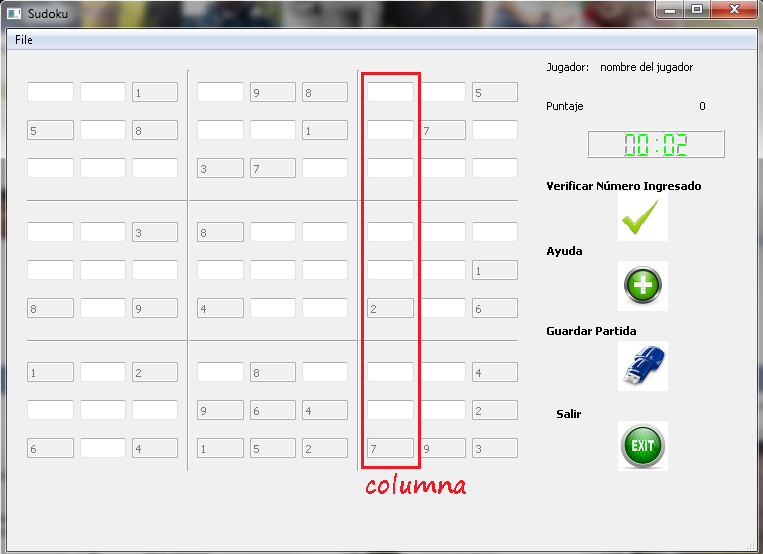 Sudoku
File
Jugador: nombre del jugador
1 9 8 5
Puntaje 0
5 8 1 7
00:02
3 7
Verificar Número Ingresado
3 8
Ayuda
1
8 9 4 2 6
Guardar Partida
1 2 8 4
9 6 4 2
Salir
6 4 1 5 2 7 9 3
EXIT
columna